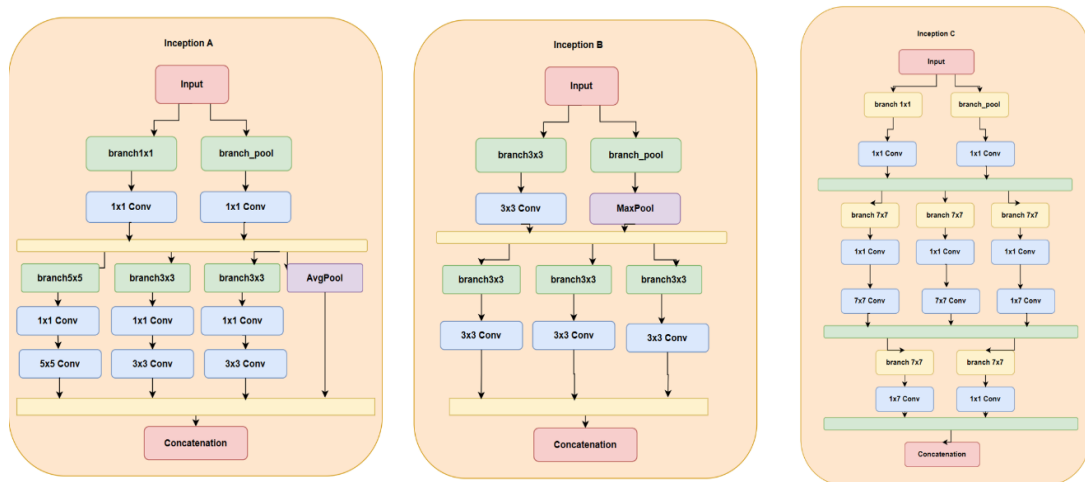 Inception A
Input
branch1x1
branch_pool
1x1 Conv
1x1 Conv
branch5x5
branch3x3
branch3x3
AvgPool
1x1 Conv
1x1 Conv
1x1 Conv
5x5 Conv
3x3 Conv
3x3 Conv
Concatenation
Inception B
Input
branch3x3
branch_pool
3x3 Conv
MaxPool
branch3x3
branch3x3
branch3x3
3x3 Conv
3x3 Conv
3x3 Conv
Concatenation
Inception C
Input
branch 1x1
branch_pool
1x1 Conv
1x1 Conv
branch 7x7
branch 7x7
branch 7x7
1x1 Conv
1x1 Conv
1x1 Conv
7x7 Conv
7x7 Conv
1x7 Conv
branch 7x7
branch 7x7
1x7 Conv
1x1 Conv
Concatenation